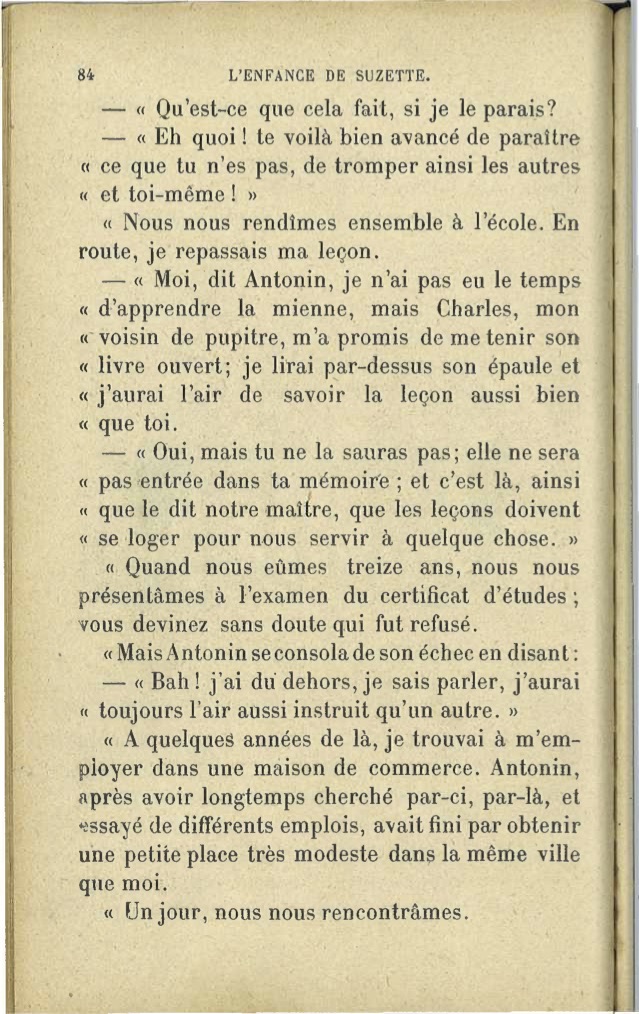 84 L'ENFANCE DE SUZETTE.
— « Qu'est-ce que cela fait, si je le parais?
— « Eh quoi ! te voilà bien avancé de paraître
« ce que tu n'es pas, de tromper ainsi les autres
« et toi-même ! »
« Nous nous rendîmes ensemble à l'école. En
route, je repassais ma leçon.
— « Moi, dit Antonin, je n'ai pas eu le temps
« d'apprendre la mienne, mais Charles, mon
« voisin de pupitre, m'a promis de me tenir son
« livre ouvert; je lirai par-dessus son épaule et
« j'aurai l'air de savoir la leçon aussi bien
« que toi.
— « Oui, mais tu ne la sauras pas; elle ne sera
« pas entrée dans ta mémoire ; et c'est là, ainsi
« que le dit notre maître, que les leçons doivent
« se loger pour nous servir à quelque chose. »
« Quand nous eûmes treize ans, nous nous
présentâmes à l'examen du certificat d'études ;
vous devinez sans doute qui fut refusé.
« Mais Antonin se consola de son échec en disant :
— « Bah ! j'ai du dehors, je sais parler, j'aurai
« toujours l'air aussi instruit qu'un autre. »
« A quelques années de là, je trouvai à m'em-
ployer dans une maison de commerce. Antonin,
après avoir longtemps cherché par-ci, par-là, et
essayé de différents emplois, avait fini par obtenir
une petite place très modeste dans la même ville
que moi.
« Un jour, nous nous rencontrâmes.